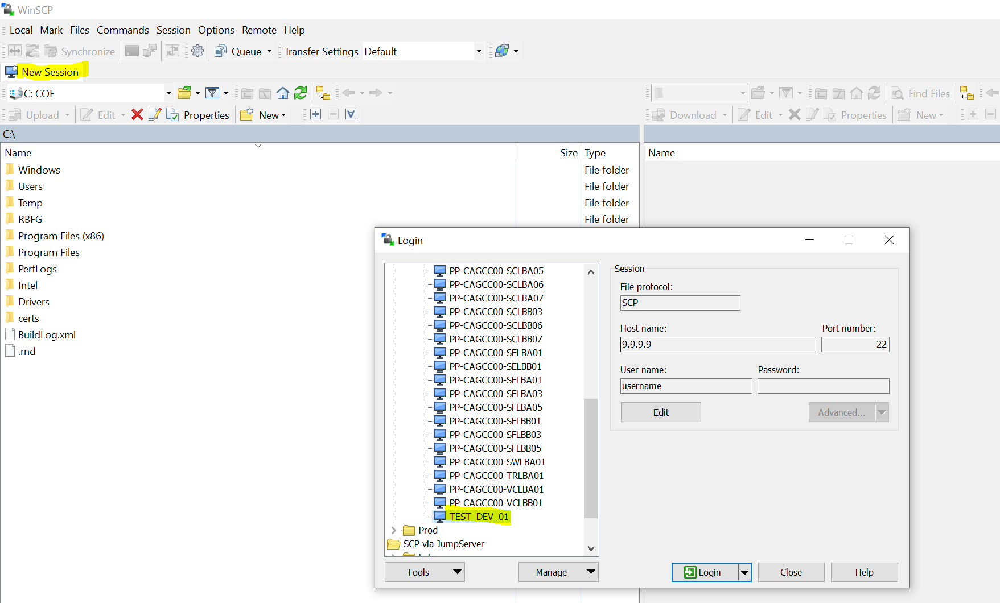 WinSCP
Local Mark Files Commands Session Options Remote Help
Synchronize Queue Transfer Settings Default
New Session
C: COE Find Files
Upload Edit Properties New Download Edit Properties New
C:\
Name Size Type Name
Windows File folder
Users File folder
Temp File folder
RBFG File folder
Program Files (x86)
Program Files
PerfLogs
Intel
Drivers
certs
BuildLog.xml
.rnd
Login
PP-CAGCC00-SCLBA05
PP-CAGCC00-SCLBA06
PP-CAGCC00-SCLBA07
PP-CAGCC00-SCLBB03
PP-CAGCC00-SCLBB06
PP-CAGCC00-SCLBB07
PP-CAGCC00-SELBA01
PP-CAGCC00-SELBB01
PP-CAGCC00-SFLBA01
PP-CAGCC00-SFLBA03
PP-CAGCC00-SFLBA05
PP-CAGCC00-SFLBB01
PP-CAGCC00-SFLBB03
PP-CAGCC00-SFLBB05
PP-CAGCC00-SWLBA01
PP-CAGCC00-TRLBA01
PP-CAGCC00-VCLBA01
PP-CAGCC00-VCLBB01
TEST_DEV_01
Prod
SCP via JumpServer
Session
File protocol:
SCP
Host name: Port number:
9.9.9.9 22
User name: Password:
username
Edit Advanced...
Tools Manage Login Close Help